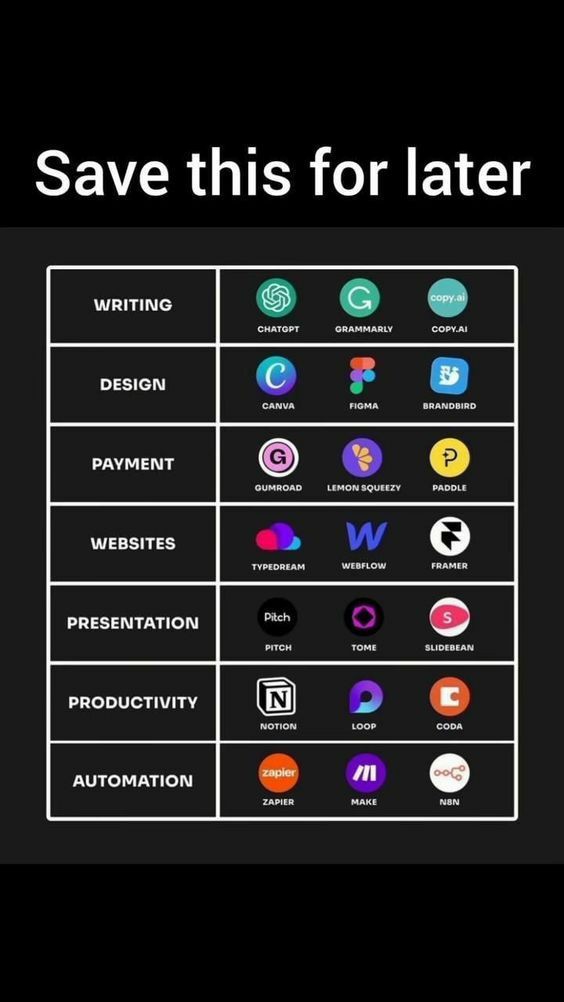 Save this for later
WRITING
copy.ai
CHATGPT GRAMMARLY COPY.AI
DESIGN
CANVA FIGMA BRANDBIRD
PAYMENT
GUMROAD LEMON SQUEEZY PADDLE
WEBSITES
TYPEDREAM WEBFLOW FRAMER
PRESENTATION
Pitch S
PITCH TOME SLIDEBEAN
PRODUCTIVITY
NOTION LOOP CODA
AUTOMATION
zapier
ZAPIER MAKE N8N